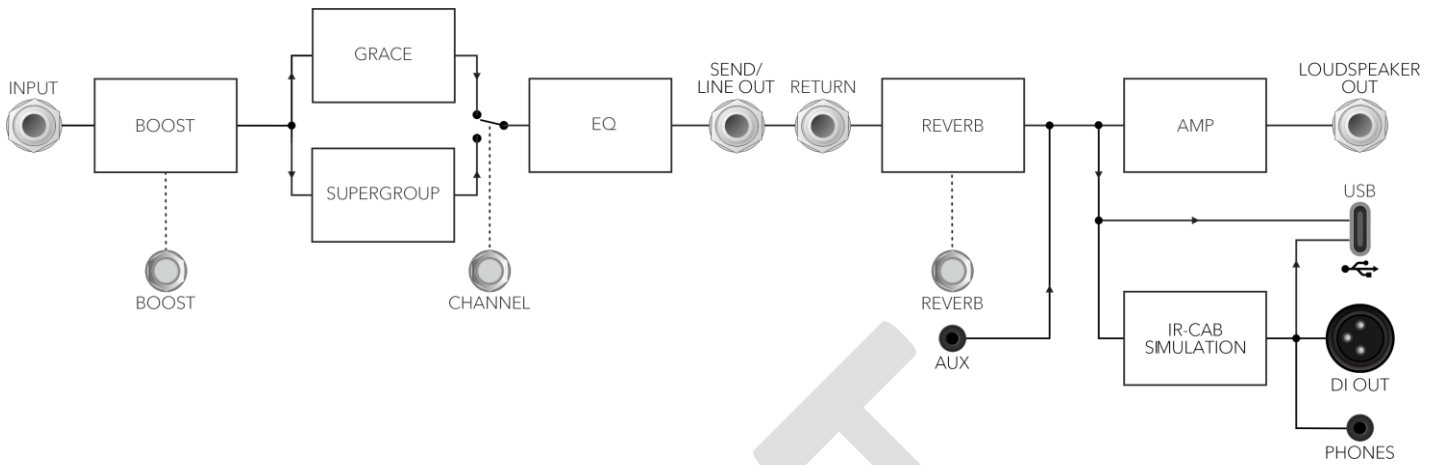 INPUT
BOOST
BOOST
GRACE
SUPERGROUP
CHANNEL
EQ
SEND/
LINE OUT
RETURN
REVERB
REVERB
AUX
AMP
LOUDSPEAKER
OUT
USB
IR-CAB
SIMULATION
DI OUT
PHONES